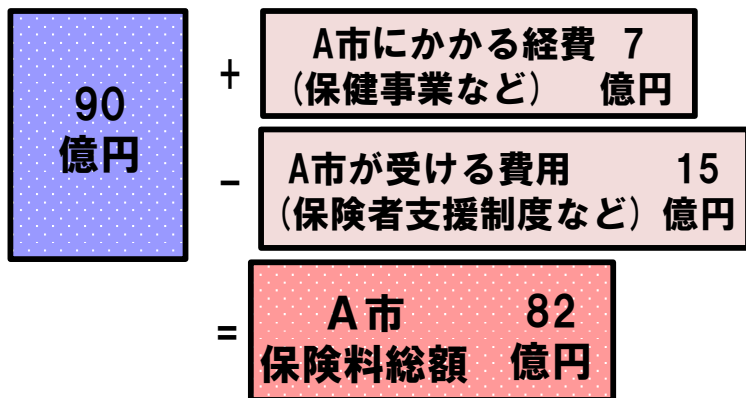 90
億円
+
A市にかかる経費 7
(保健事業など) 億円
-
A市が受ける費用 15
(保険者支援制度など) 億円
=
A市 82
保険料総額 億円